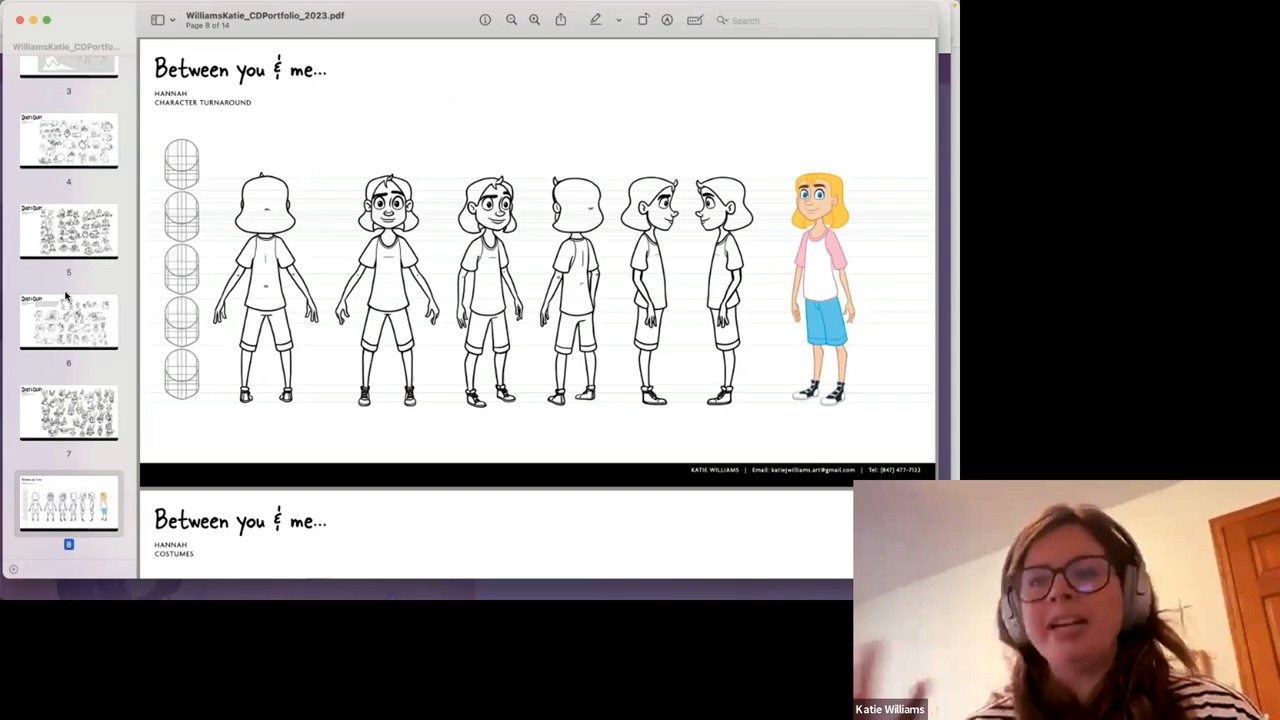 WilliamsKatie_CDPortfolio_2023.pdf
Page 8 of 14
Search
WilliamsKatie_CDPortfo...
3
4
5
6
7
8
Between you & me...
HANNAH
CHARACTER TURNAROUND
KATIE WILLIAMS | Email: katiejwilliams.art@gmail.com | Tel: (847) 477-7122
Between you & me...
HANNAH
COSTUMES
Katie Williams